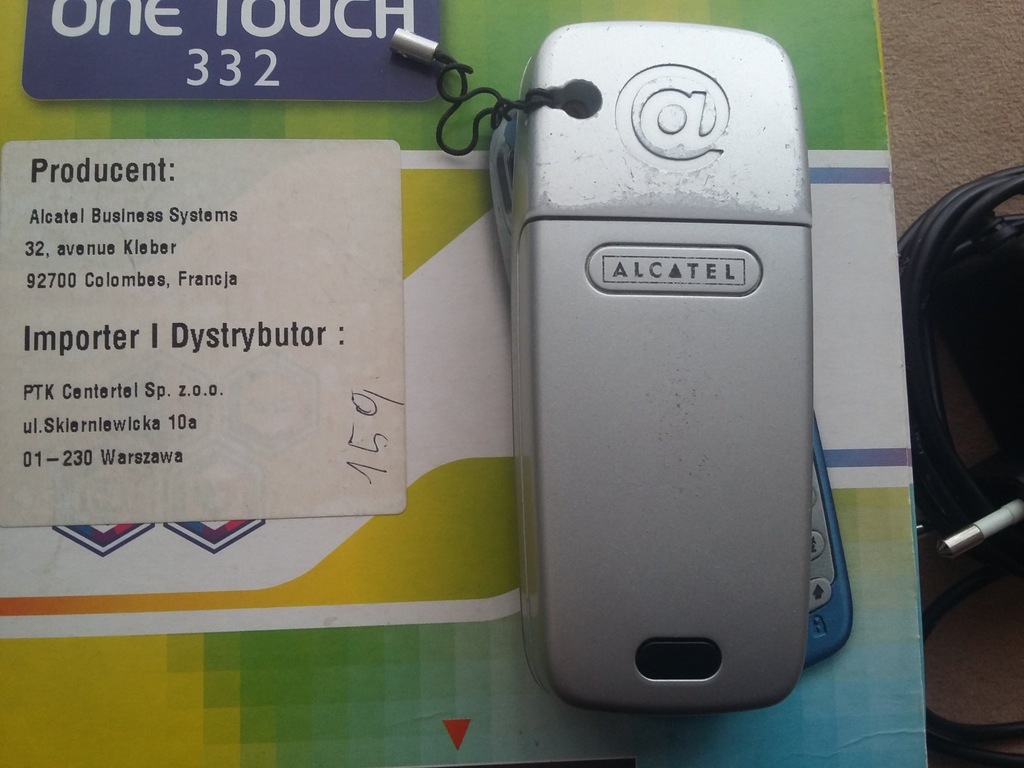 ONE TOUCH
332
Producent:
Alcatel Business Systems
32, avenue Kleber
92700 Colombes, Francja
Importer I Dystrybutor :
PTK Centertel Sp. z.o.o.
ul.Skierniewicka 10a
01-230 Warszawa
159
@
ALCATEL